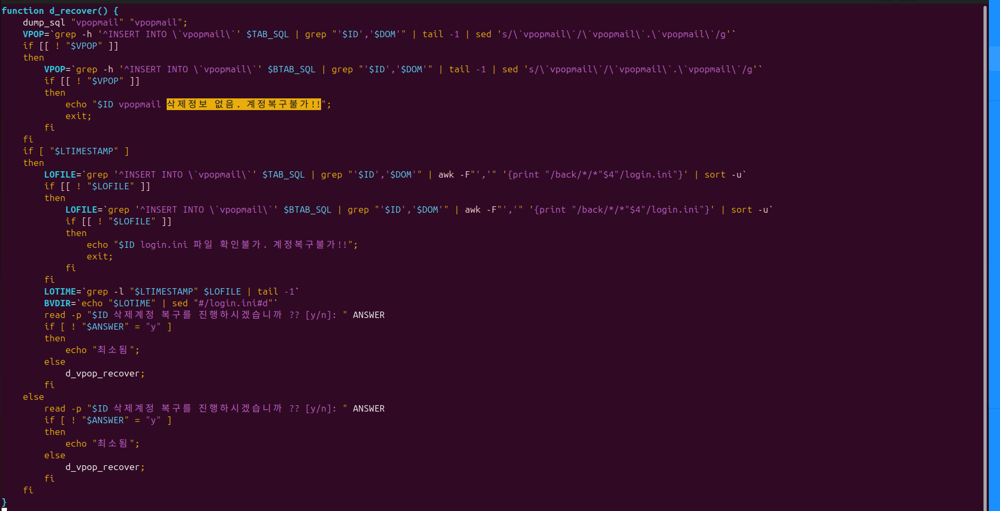 function d_recover() {
    dump_sql "vpopmail" "vpopmail";
    VPOP=`grep -h '^INSERT INTO \`vpopmail\`' $TAB_SQL | grep "'$ID','$DOM'" | tail -1 | sed 's/\`vpopmail\`/\`vpopmail\`.\`vpopmail\`/g'`
    if [[ ! "$VPOP" ]]
    then
        VPOP=`grep -h '^INSERT INTO \`vpopmail\`' $BTAB_SQL | grep "'$ID','$DOM'" | tail -1 | sed 's/\`vpopmail\`/\`vpopmail\`.\`vpopmail\`/g'`
        if [[ ! "$VPOP" ]]
        then
            echo "$ID vpopmail 삭제정보 없음. 계정복구불가!!";
            exit;
        fi
    fi
    if [ "$LTIMESTAMP" ]
    then
        LOFILE=`grep '^INSERT INTO \`vpopmail\`' $TAB_SQL | grep "'$ID','$DOM'" | awk -F"','" '{print "/back/*/*"$4"/login.ini"}' | sort -u`
        if [[ ! "$LOFILE" ]]
        then
            LOFILE=`grep '^INSERT INTO \`vpopmail\`' $BTAB_SQL | grep "'$ID','$DOM'" | awk -F"','" '{print "/back/*/*"$4"/login.ini"}' | sort -u`
            if [[ ! "$LOFILE" ]]
            then
                echo "$ID login.ini 파일 확인불가. 계정복구불가!!";
                exit;
            fi
        fi
        LOTIME=`grep -l "$LTIMESTAMP" $LOFILE | tail -1`
        BVDIR=`echo "$LOTIME" | sed "#/login.ini#d"`
        read -p "$ID 삭제계정 복구를 진행하시겠습니까 ?? [y/n]: " ANSWER
        if [ ! "$ANSWER" = "y" ]
        then
            echo "최소됨";
        else
            d_vpop_recover;
        fi
    else
        read -p "$ID 삭제계정 복구를 진행하시겠습니까 ?? [y/n]: " ANSWER
        if [ ! "$ANSWER" = "y" ]
        then
            echo "최소됨";
        else
            d_vpop_recover;
        fi
    fi
}